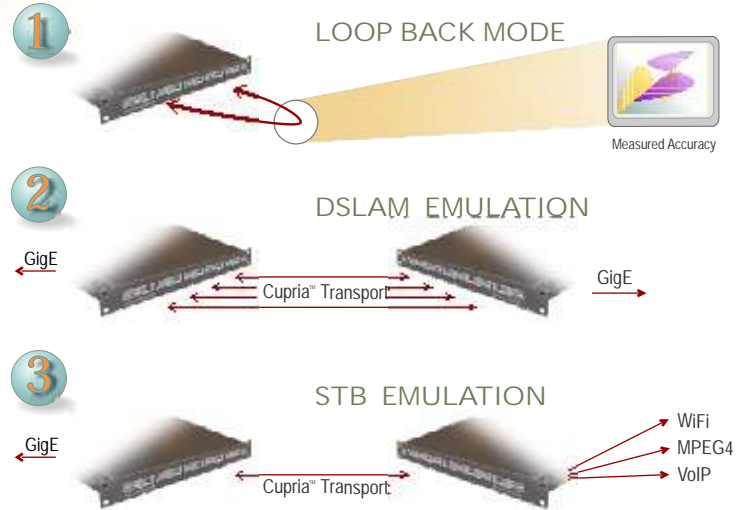 1
LOOP BACK MODE
Measured Accuracy
2
DSLAM EMULATION
GigE
Cupria™ Transport
GigE
3
STB EMULATION
GigE
Cupria™ Transport
WiFi
MPEG4
VoIP